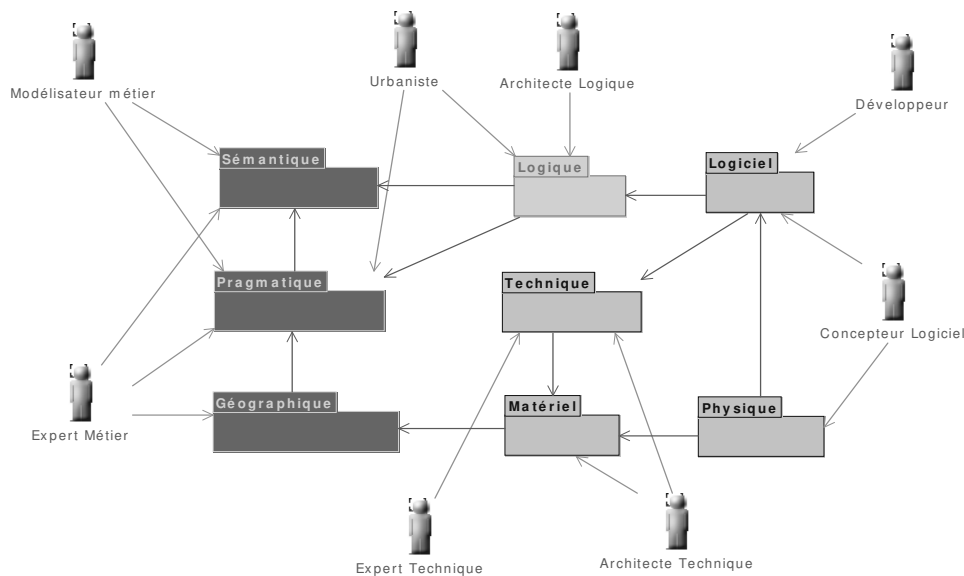 Modélisateur métier
Urbaniste
Architecte Logique
Développeur
Sémantique
Logique
Logiciel
Pragmatique
Technique
Concepteur Logiciel
Géographique
Matériel
Physique
Expert Métier
Expert Technique
Architecte Technique